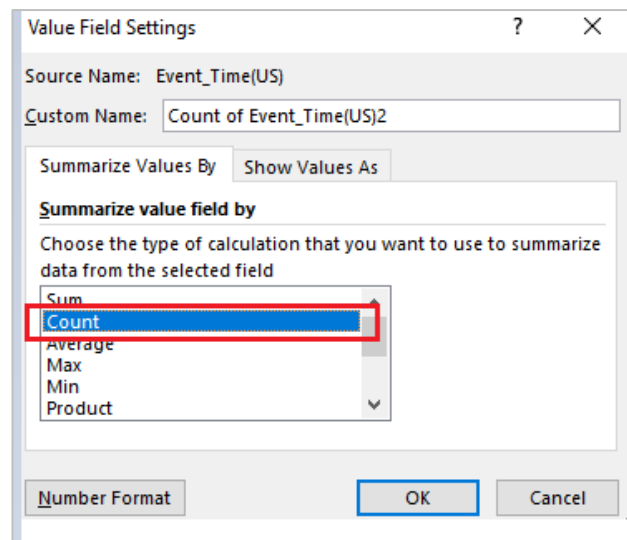 Value Field Settings ? ×
Source Name: Event_Time(US)
Custom Name: Count of Event_Time(US)2
Summarize Values By Show Values As
Summarize value field by
Choose the type of calculation that you want to use to summarize
data from the selected field
Sum
Count
Average
Max
Min
Product
Number Format OK Cancel